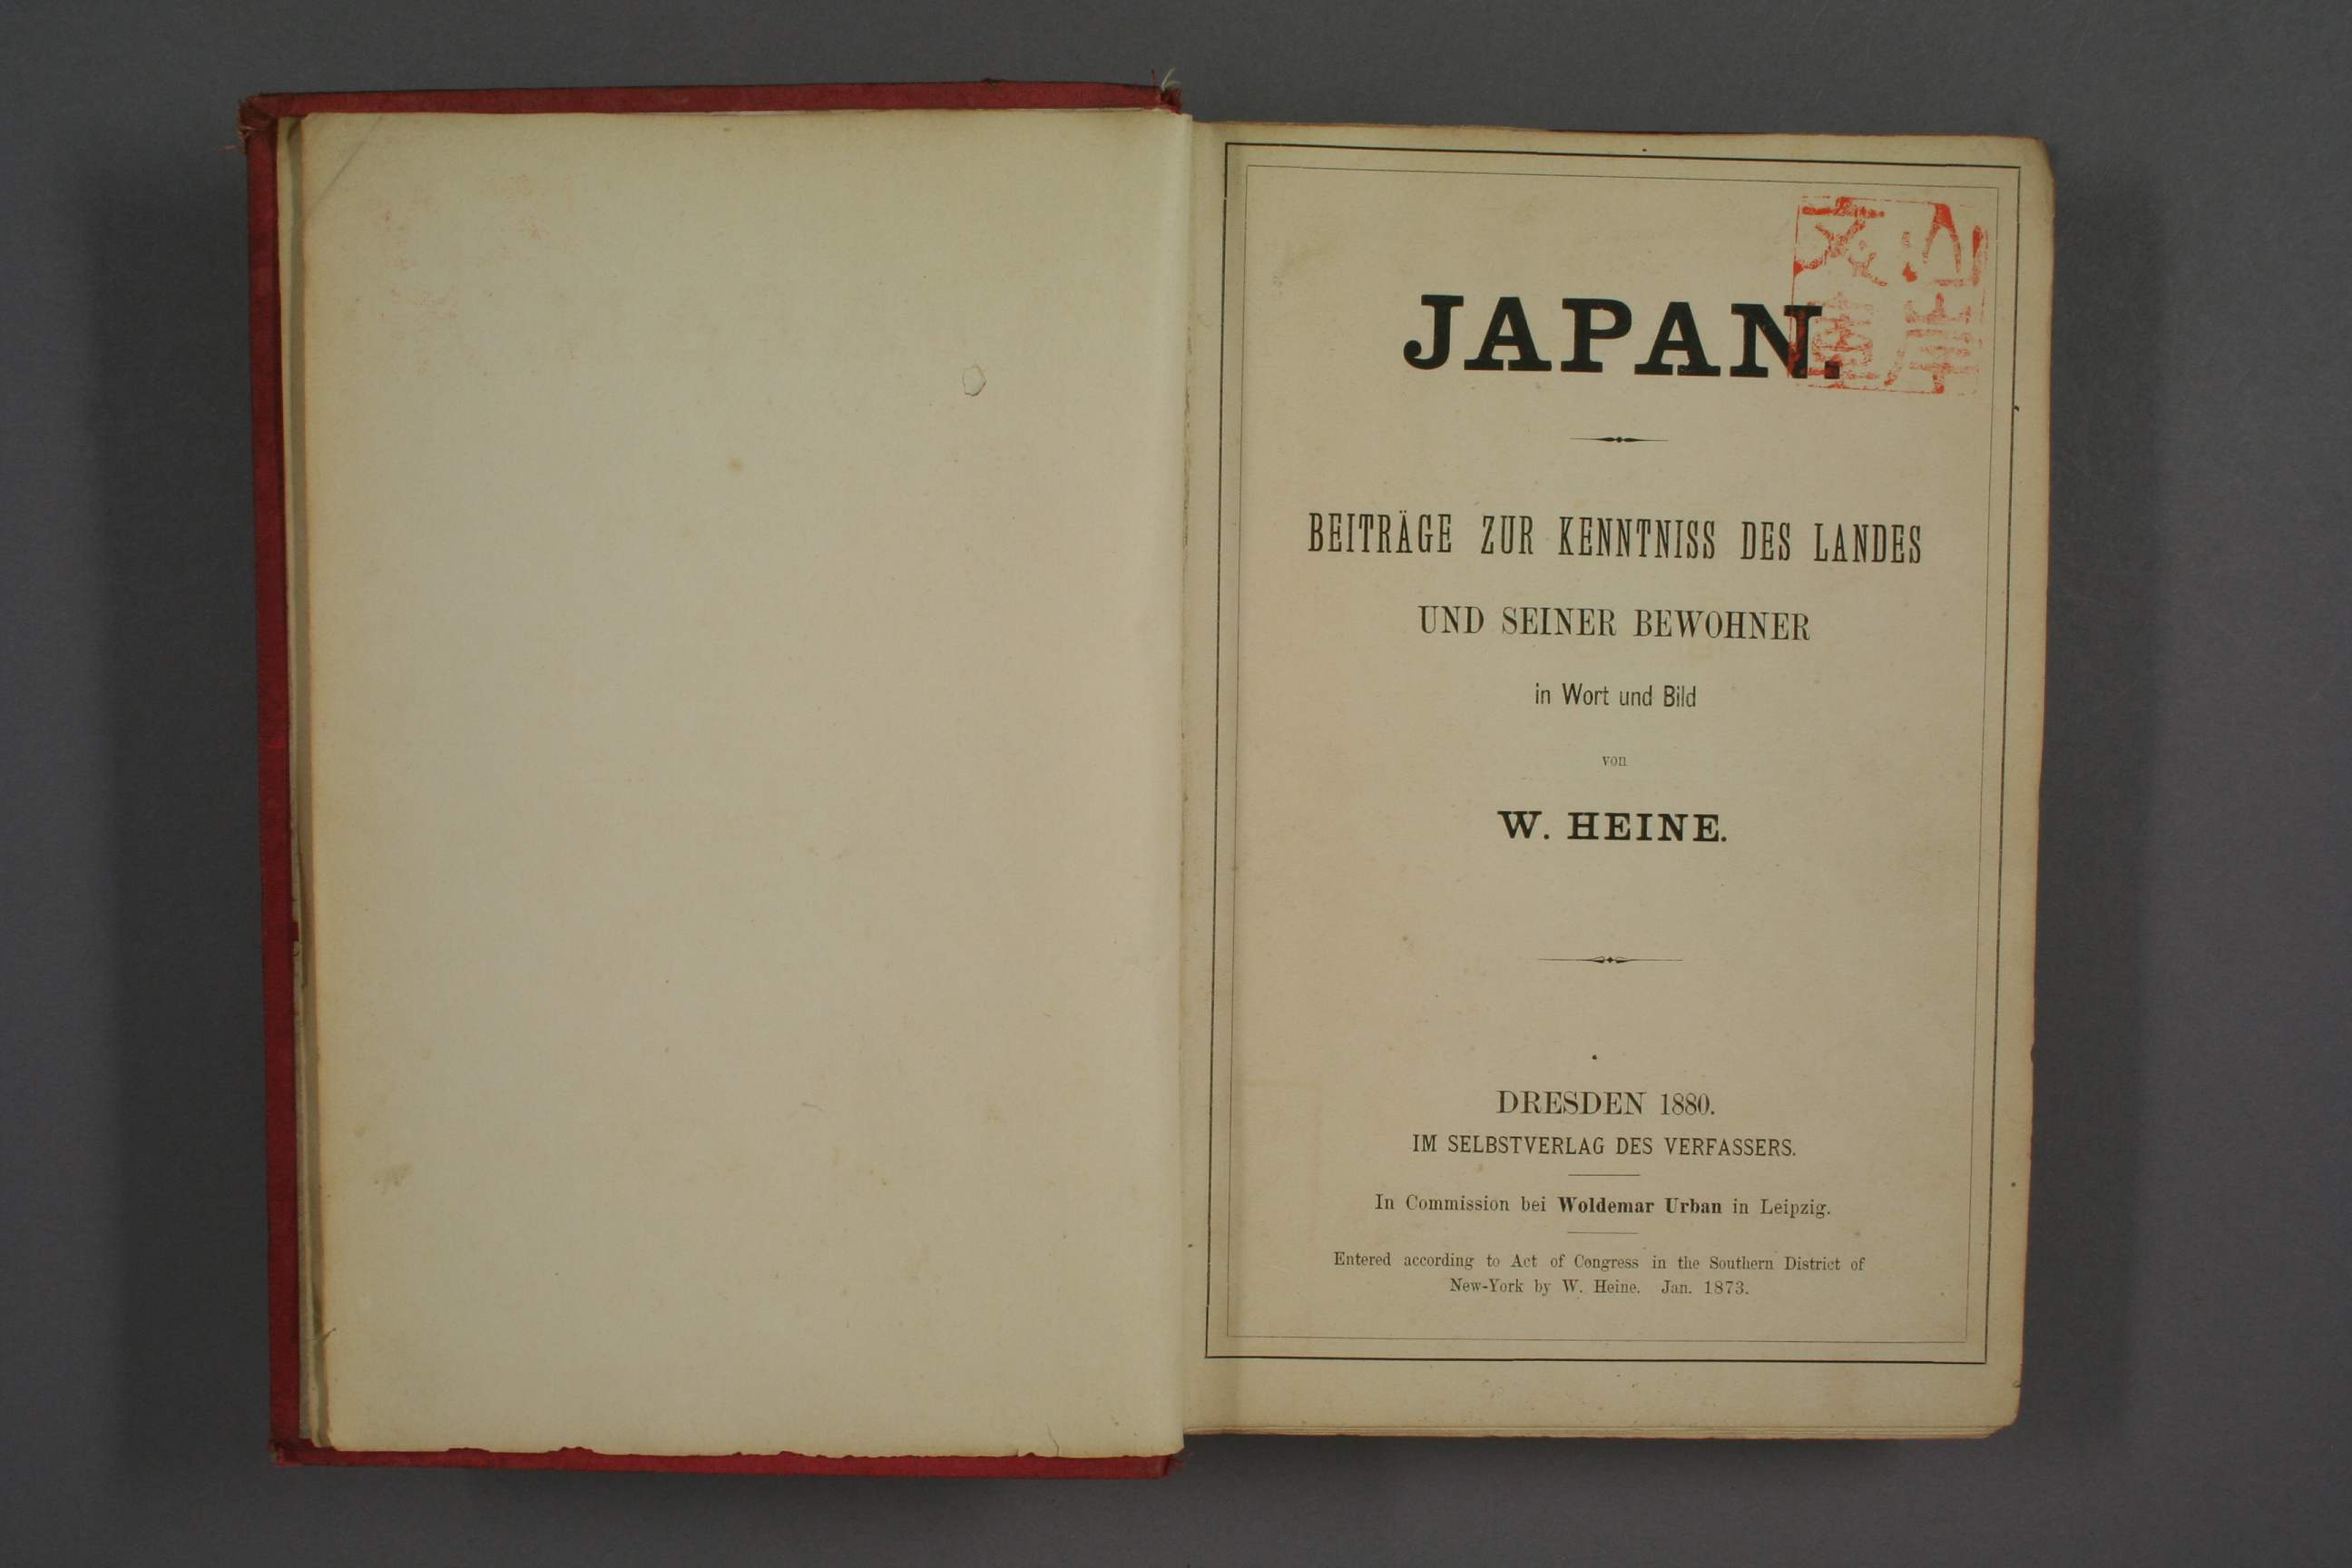 JAPAN.
BEITRÄGE ZUR KENNTNISS DES LANDES
UND SEINER BEWOHNER
in Wort und Bild
von
W. HEINE.
DRESDEN 1880.
IM SELBSTVERLAG DES VERFASSERS.
In Commission bei Woldemar Urban in Leipzig.
Entered according to Act of Congress in the Southern District of
New-York by W. Heine. Jan. 1873.